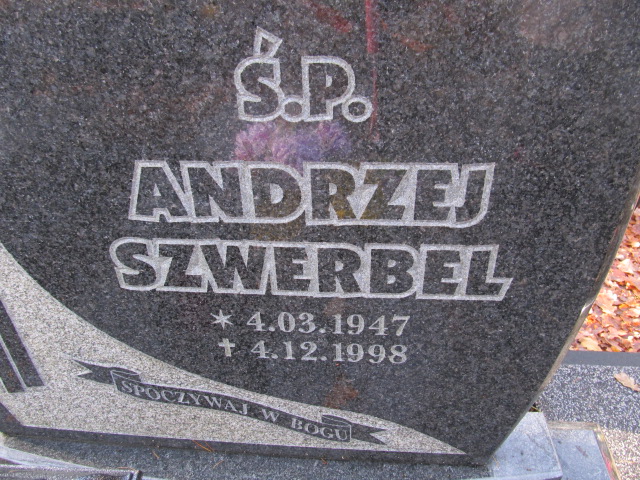 Ś.P.
ANDRZEJ
SZWERBEL
* 4.03.1947
✝ 4.12.1998
SPOCZYWAJ W BOGU